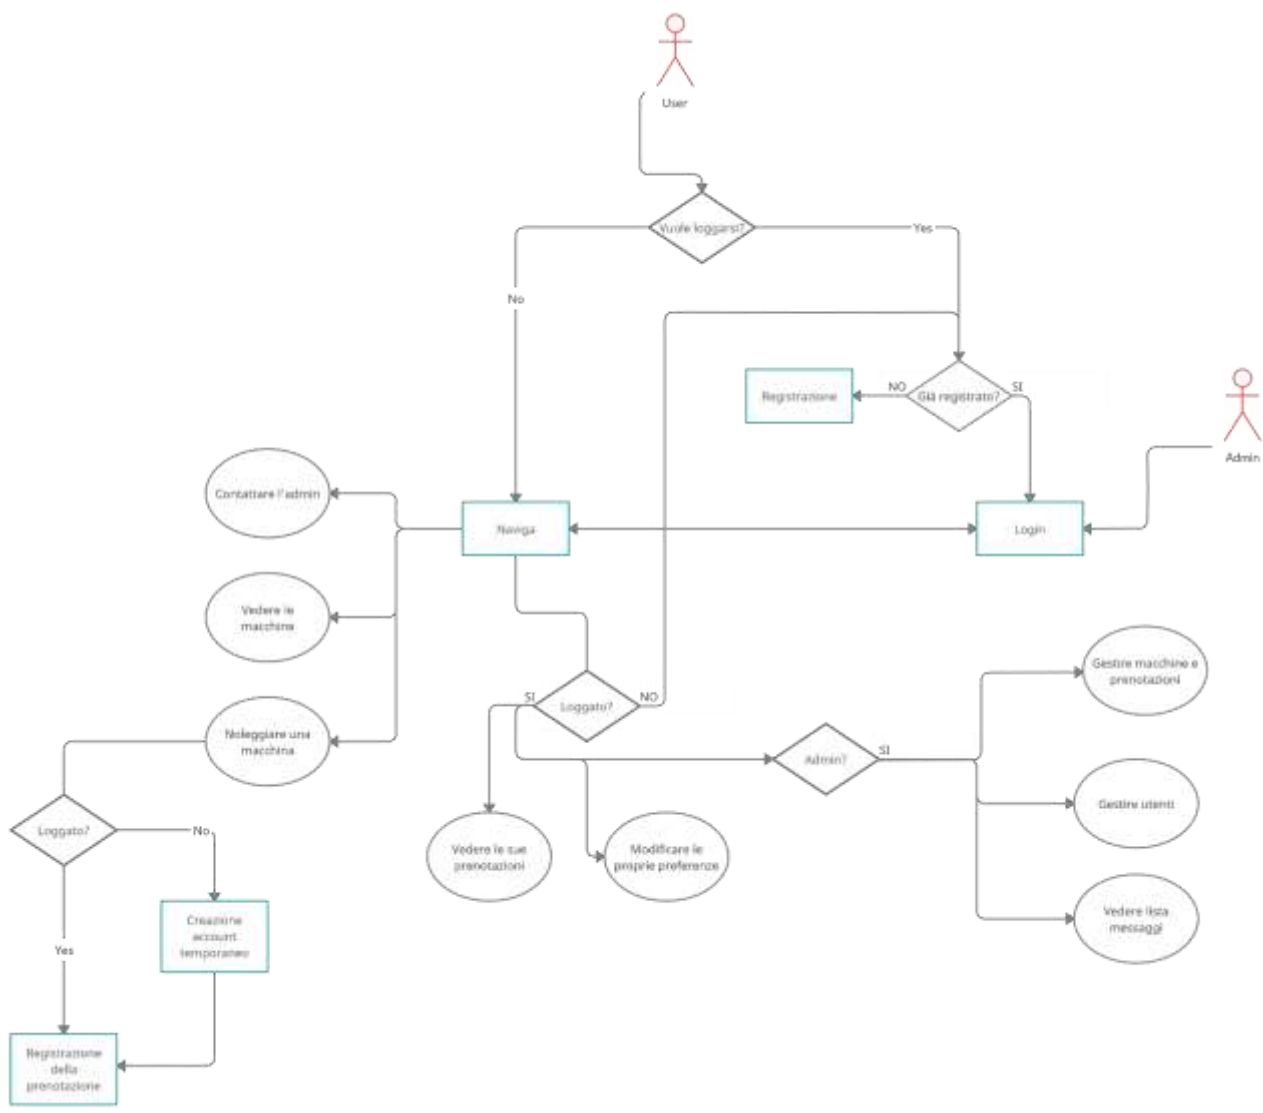 User
Vuole loggarsi?
Yes
No
Registrazione
NO
Già registrato?
SI
Admin
Contattare l'admin
Naviga
Login
Vedere le
macchine
Gestire macchine e
prenotazioni
SI
Loggato?
NO
Noleggiare una
macchina
Admin?
SI
Gestire utenti
Loggato?
No
Vedere le sue
prenotazioni
Modificare le
proprie preferenze
Vedere lista
messaggi
Creazione
account
temporaneo
Yes
Registrazione
della
prenotazione